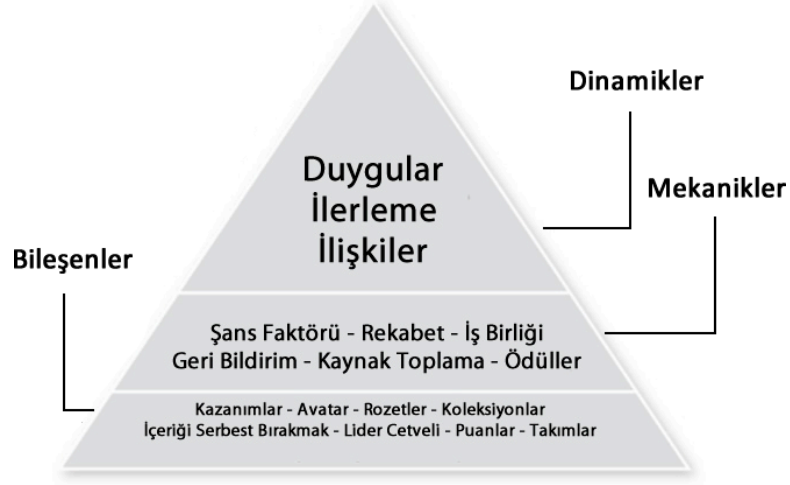 Dinamikler
Duygular
İlerleme
İlişkiler
Mekanikler
Bileşenler
Şans Faktörü - Rekabet - İş Birliği
Geri Bildirim - Kaynak Toplama - Ödüller
Kazanımlar - Avatar - Rozetler - Koleksiyonlar
İçeriği Serbest Bırakmak - Lider Cetveli - Puanlar - Takımlar